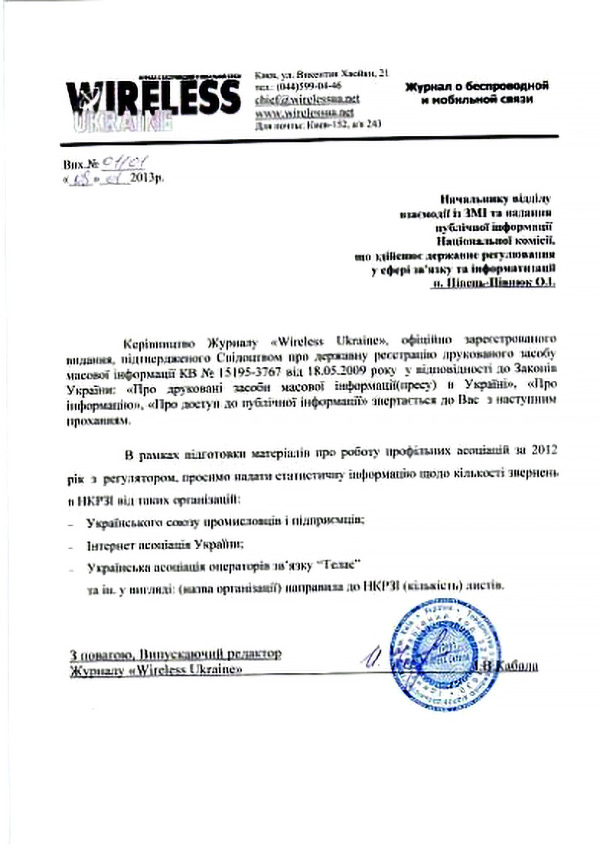 WIRELESS
UKRAINE
Киев, ул. Викентия Хвойки, 21
тел.: (044)599-04-46
chief@wirelessua.net
www.wirelessua.net
Для почты: Киев-152, а/я 243
Журнал о беспроводной
и мобильной связи
Вих.№ 01/01
« » 01 2013р.
Начальнику відділу
взаємодії із ЗМІ та надання
публічної інформації
Національної комісії,
що здійснює державне регулювання
у сфері зв'язку та інформатизації
п. Півець-Півнюк О.І.
Керівництво Журналу «Wireless Ukraine», офіційно зареєстрованого
видання, підтвердженого Свідоцтвом про державну реєстрацію друкованого засобу
масової інформації КВ № 15195-3767 від 18.05.2009 року у відповідності до Законів
України: «Про друковані засоби масової інформації(пресу) в Україні», «Про
інформацію», «Про доступ до публічної інформації» звертається до Вас з наступним
проханням.
В рамках підготовки матеріалів про роботу профільних асоціацій за 2012
рік з регулятором, просимо надати статистичну інформацію щодо кількості звернень
в НКРЗІ від таких організацій:
- Українського союзу промисловців і підприємців;
- Інтернет асоціація України;
- Українська асоціація операторів зв'язку "Телас"
та ін. у вигляді: (назва організації) направила до НКРЗІ (кількість) листів.
З повагою, Випускаючий редактор
Журналу «Wireless Ukraine» І.В.Кабала